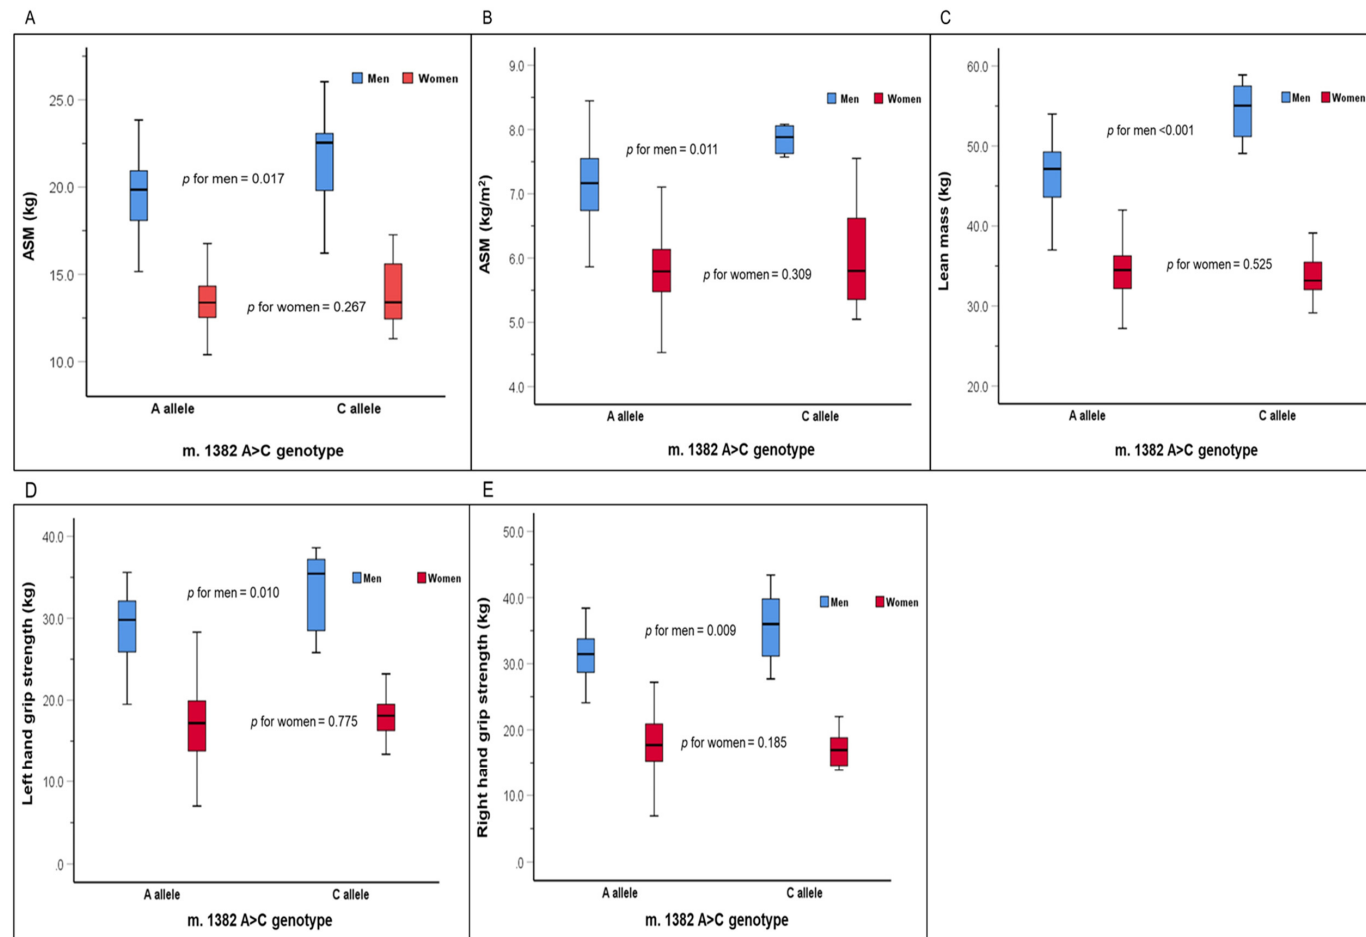 A
ASM (kg)
25.0
20.0
15.0
10.0
Men Women
p for men = 0.017
p for women = 0.267
A allele C allele
m. 1382 A>C genotype
B
ASM (kg/m²)
9.0
8.0
7.0
6.0
5.0
4.0
Men Women
p for men = 0.011
p for women = 0.309
A allele C allele
m. 1382 A>C genotype
C
Lean mass (kg)
60.0
50.0
40.0
30.0
20.0
Men Women
p for men <0.001
p for women = 0.525
A allele C allele
m. 1382 A>C genotype
D
Left hand grip strength (kg)
40.0
30.0
20.0
10.0
.0
Men Women
p for men = 0.010
p for women = 0.775
A allele C allele
m. 1382 A>C genotype
E
Right hand grip strength (kg)
50.0
40.0
30.0
20.0
10.0
.0
Men Women
p for men = 0.009
p for women = 0.185
A allele C allele
m. 1382 A>C genotype